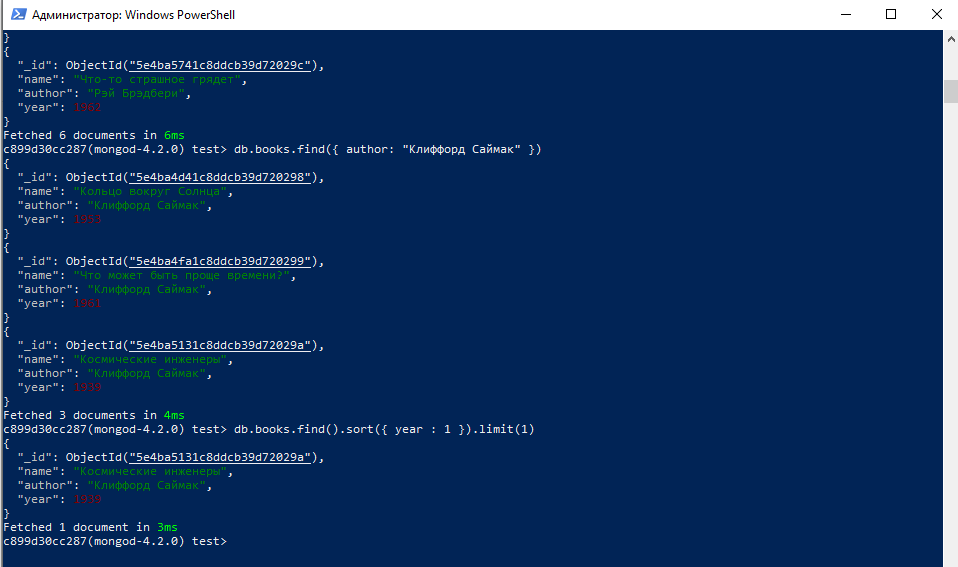 Администратор: Windows PowerShell
}
{
  "_id": ObjectId("5e4ba5741c8ddcb39d72029c"),
  "name": "Что-то страшное грядет",
  "author": "Рэй Брэдбери",
  "year": 1962
}
Fetched 6 documents in 6ms
c899d30cc287(mongod-4.2.0) test> db.books.find({ author: "Клиффорд Саймак" })
{
  "_id": ObjectId("5e4ba4d41c8ddcb39d720298"),
  "name": "Кольцо вокруг Солнца",
  "author": "Клиффорд Саймак",
  "year": 1953
}
{
  "_id": ObjectId("5e4ba4fa1c8ddcb39d720299"),
  "name": "Что может быть проще времени?",
  "author": "Клиффорд Саймак",
  "year": 1961
}
{
  "_id": ObjectId("5e4ba5131c8ddcb39d72029a"),
  "name": "Космические инженеры",
  "author": "Клиффорд Саймак",
  "year": 1939
}
Fetched 3 documents in 4ms
c899d30cc287(mongod-4.2.0) test> db.books.find().sort({ year : 1 }).limit(1)
{
  "_id": ObjectId("5e4ba5131c8ddcb39d72029a"),
  "name": "Космические инженеры",
  "author": "Клиффорд Саймак",
  "year": 1939
}
Fetched 1 document in 3ms
c899d30cc287(mongod-4.2.0) test>